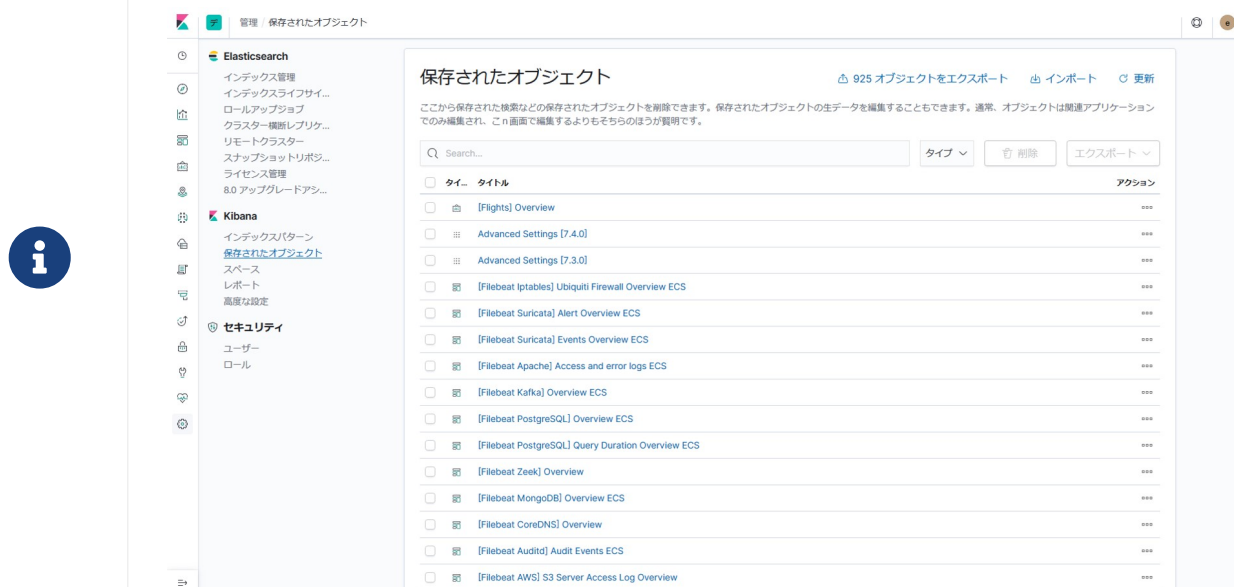 デ 管理 / 保存されたオブジェクト
e
Elasticsearch
インデックス管理
インデックスライフサイ...
ロールアップジョブ
クラスター横断レプリケ...
リモートクラスター
スナップショットリポジ...
ライセンス管理
8.0 アップグレードアシ...
Kibana
インデックスパターン
保存されたオブジェクト
スペース
レポート
高度な設定
セキュリティ
ユーザー
ロール
保存されたオブジェクト
925 オブジェクトをエクスポート インポート 更新
ここから保存された検索などの保存されたオブジェクトを削除できます。保存されたオブジェクトの生データを編集することもできます。通常、オブジェクトは関連アプリケーション
でのみ編集され、こ n 画面で編集するよりもそちらのほうが賢明です。
Search... タイプ 削除 エクスポート
タイ... タイトル アクション
[Flights] Overview
Advanced Settings [7.4.0]
Advanced Settings [7.3.0]
[Filebeat Iptables] Ubiquiti Firewall Overview ECS
[Filebeat Suricata] Alert Overview ECS
[Filebeat Suricata] Events Overview ECS
[Filebeat Apache] Access and error logs ECS
[Filebeat Kafka] Overview ECS
[Filebeat PostgreSQL] Overview ECS
[Filebeat PostgreSQL] Query Duration Overview ECS
[Filebeat Zeek] Overview
[Filebeat MongoDB] Overview ECS
[Filebeat CoreDNS] Overview
[Filebeat Auditd] Audit Events ECS
[Filebeat AWS] S3 Server Access Log Overview